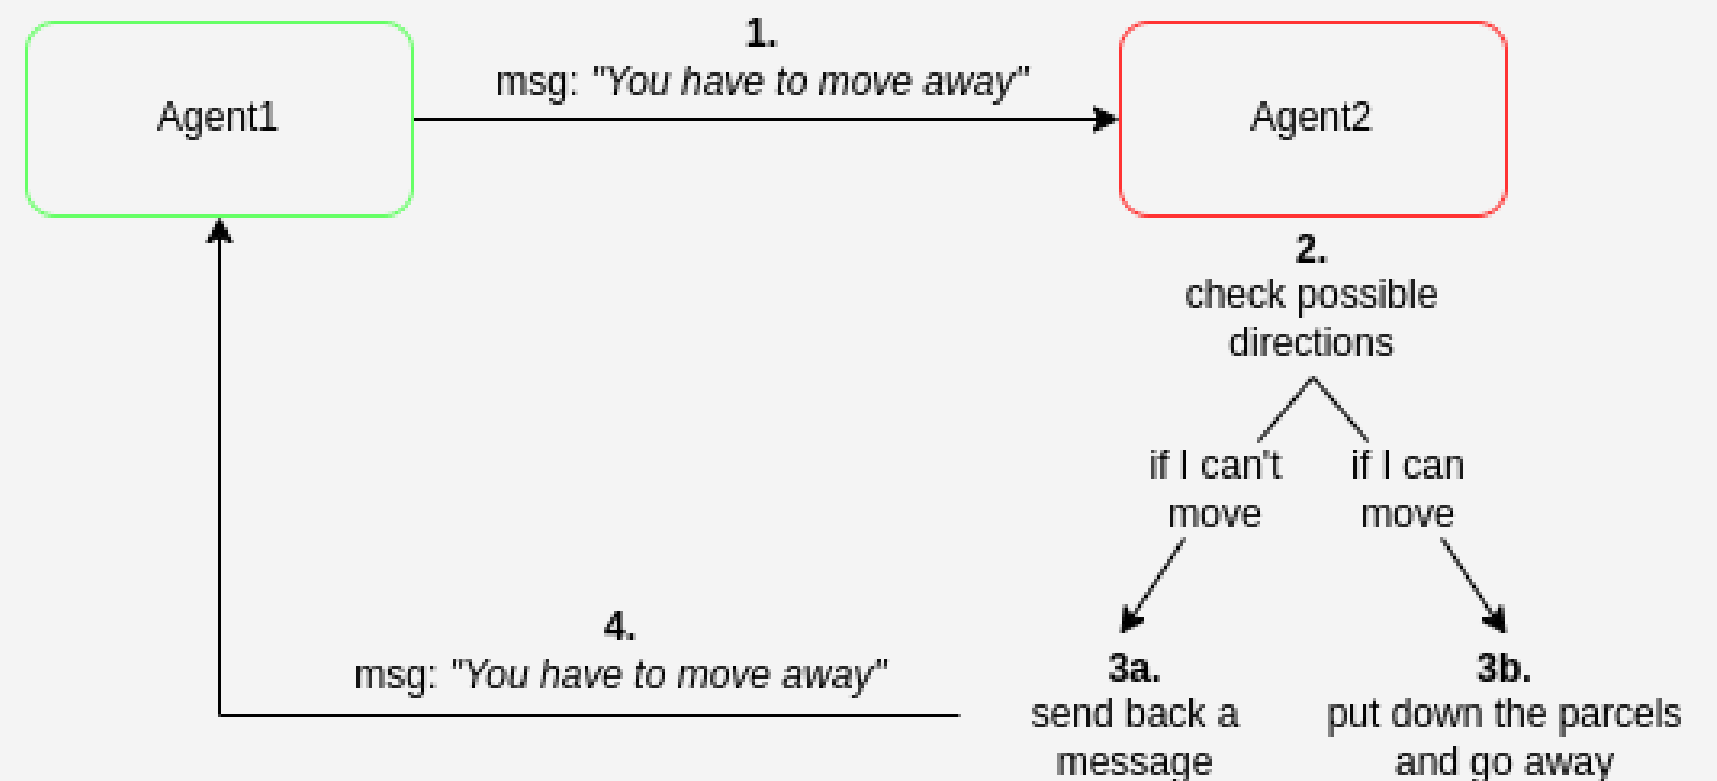 1.
msg: "You have to move away"
Agent1
Agent2
2.
check possible
directions
if I can't
move
if I can
move
4.
msg: "You have to move away"
3a.
send back a
message
3b.
put down the parcels
and go away